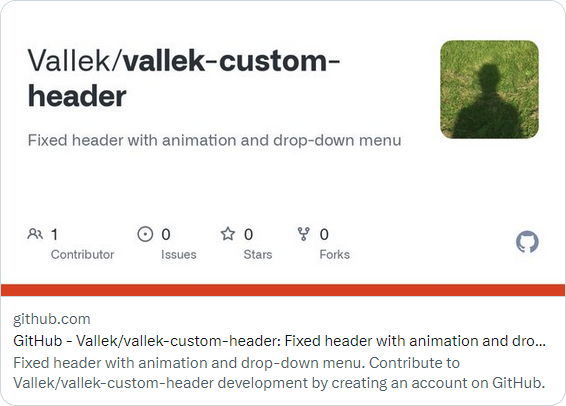 Vallek/vallek-custom-
header
Fixed header with animation and drop-down menu
1 0 0 0
Contributor Issues Stars Forks
github.com
GitHub - Vallek/vallek-custom-header: Fixed header with animation and dro...
Fixed header with animation and drop-down menu. Contribute to
Vallek/vallek-custom-header development by creating an account on GitHub.